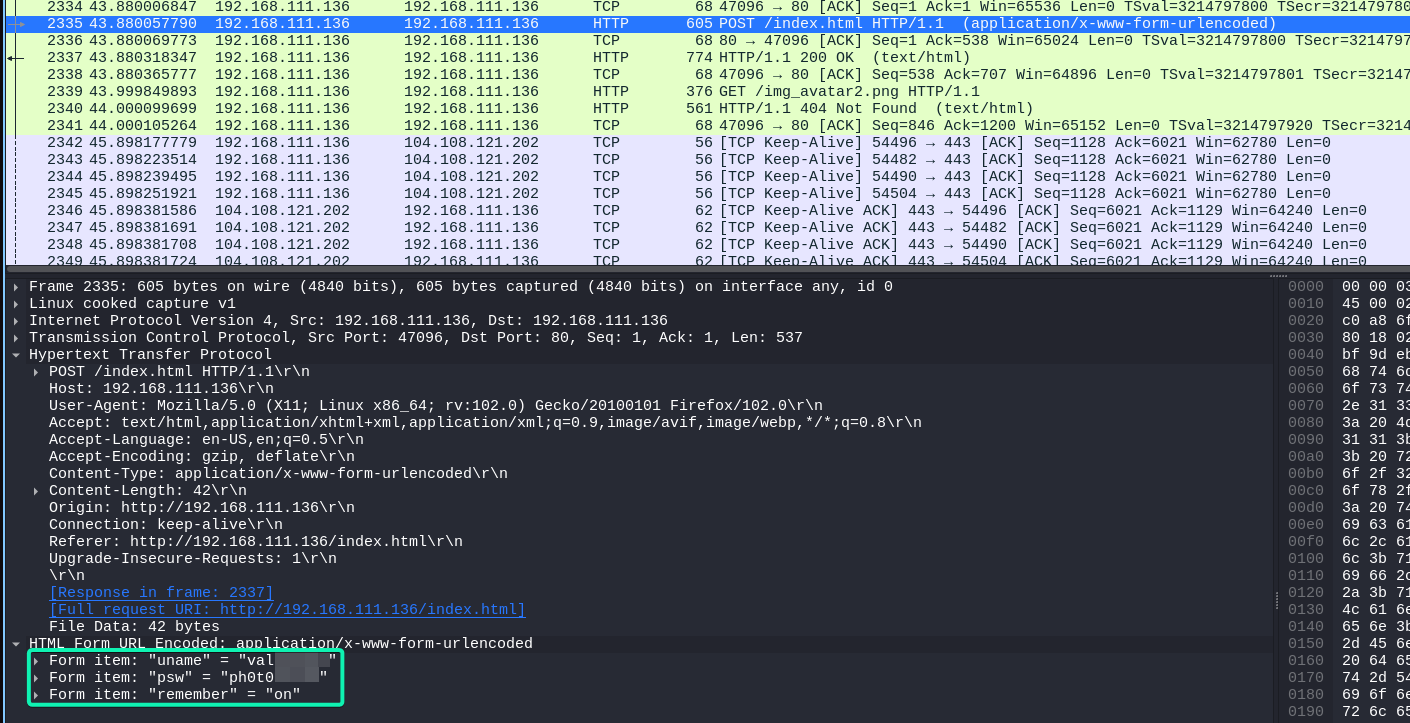 2334 43.880006847 192.168.111.136 192.168.111.136 TCP 68 47096 → 80 [ACK] Seq=1 Ack=1 Win=65536 Len=0 TSval=3214797800 TSecr=3214797800
2335 43.880057790 192.168.111.136 192.168.111.136 HTTP 605 POST /index.html HTTP/1.1 (application/x-www-form-urlencoded)
2336 43.880069773 192.168.111.136 192.168.111.136 TCP 68 80 → 47096 [ACK] Seq=1 Ack=538 Win=65024 Len=0 TSval=3214797800 TSecr=3214797
2337 43.880318347 192.168.111.136 192.168.111.136 HTTP 774 HTTP/1.1 200 OK (text/html)
2338 43.880365777 192.168.111.136 192.168.111.136 TCP 68 47096 → 80 [ACK] Seq=538 Ack=707 Win=64896 Len=0 TSval=3214797801 TSecr=32147
2339 43.999849893 192.168.111.136 192.168.111.136 HTTP 376 GET /img_avatar2.png HTTP/1.1
2340 44.000099699 192.168.111.136 192.168.111.136 HTTP 561 HTTP/1.1 404 Not Found (text/html)
2341 44.000105264 192.168.111.136 192.168.111.136 TCP 68 47096 → 80 [ACK] Seq=846 Ack=1200 Win=65152 Len=0 TSval=3214797920 TSecr=3214
2342 45.898177779 192.168.111.136 104.108.121.202 TCP 56 [TCP Keep-Alive] 54496 → 443 [ACK] Seq=1128 Ack=6021 Win=62780 Len=0
2343 45.898223514 192.168.111.136 104.108.121.202 TCP 56 [TCP Keep-Alive] 54482 → 443 [ACK] Seq=1128 Ack=6021 Win=62780 Len=0
2344 45.898239495 192.168.111.136 104.108.121.202 TCP 56 [TCP Keep-Alive] 54490 → 443 [ACK] Seq=1128 Ack=6021 Win=62780 Len=0
2345 45.898251921 192.168.111.136 104.108.121.202 TCP 56 [TCP Keep-Alive] 54504 → 443 [ACK] Seq=1128 Ack=6021 Win=62780 Len=0
2346 45.898381586 104.108.121.202 192.168.111.136 TCP 62 [TCP Keep-Alive ACK] 443 → 54496 [ACK] Seq=6021 Ack=1129 Win=64240 Len=0
2347 45.898381691 104.108.121.202 192.168.111.136 TCP 62 [TCP Keep-Alive ACK] 443 → 54482 [ACK] Seq=6021 Ack=1129 Win=64240 Len=0
2348 45.898381708 104.108.121.202 192.168.111.136 TCP 62 [TCP Keep-Alive ACK] 443 → 54490 [ACK] Seq=6021 Ack=1129 Win=64240 Len=0
2349 45.898381724 104.108.121.202 192.168.111.136 TCP 62 [TCP Keep-Alive ACK] 443 → 54504 [ACK] Seq=6021 Ack=1129 Win=64240 Len=0
Frame 2335: 605 bytes on wire (4840 bits), 605 bytes captured (4840 bits) on interface any, id 0
Linux cooked capture v1
Internet Protocol Version 4, Src: 192.168.111.136, Dst: 192.168.111.136
Transmission Control Protocol, Src Port: 47096, Dst Port: 80, Seq: 1, Ack: 1, Len: 537
Hypertext Transfer Protocol
POST /index.html HTTP/1.1\r\n
Host: 192.168.111.136\r\n
User-Agent: Mozilla/5.0 (X11; Linux x86_64; rv:102.0) Gecko/20100101 Firefox/102.0\r\n
Accept: text/html,application/xhtml+xml,application/xml;q=0.9,image/avif,image/webp,*/*;q=0.8\r\n
Accept-Language: en-US,en;q=0.5\r\n
Accept-Encoding: gzip, deflate\r\n
Content-Type: application/x-www-form-urlencoded\r\n
Content-Length: 42\r\n
Origin: http://192.168.111.136\r\n
Connection: keep-alive\r\n
Referer: http://192.168.111.136/index.html\r\n
Upgrade-Insecure-Requests: 1\r\n
\r\n
[Response in frame: 2337]
[Full request URI: http://192.168.111.136/index.html]
File Data: 42 bytes
HTML Form URL Encoded: application/x-www-form-urlencoded
Form item: "uname" = "val"
Form item: "psw" = "ph0t0"
Form item: "remember" = "on"
0000 00 00 03
0010 45 00 02
0020 c0 a8 6f
0030 80 18 02
0040 bf 9d eb
0050 68 74 6d
0060 6f 73 74
0070 2e 31 33
0080 3a 20 4d
0090 31 31 3b
00a0 3b 20 72
00b0 6f 2f 32
00c0 6f 78 2f
00d0 3a 20 74
00e0 69 63 61
00f0 6c 2c 61
0100 6c 3b 71
0110 69 66 2c
0120 2a 3b 71
0130 4c 61 6e
0140 65 6e 3b
0150 2d 45 6e
0160 20 64 65
0170 74 2d 54
0180 69 6f 6e
0190 72 6c 65